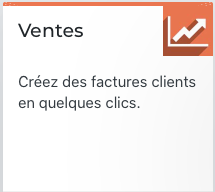 Ventes
Créez des factures clients
en quelques clics.